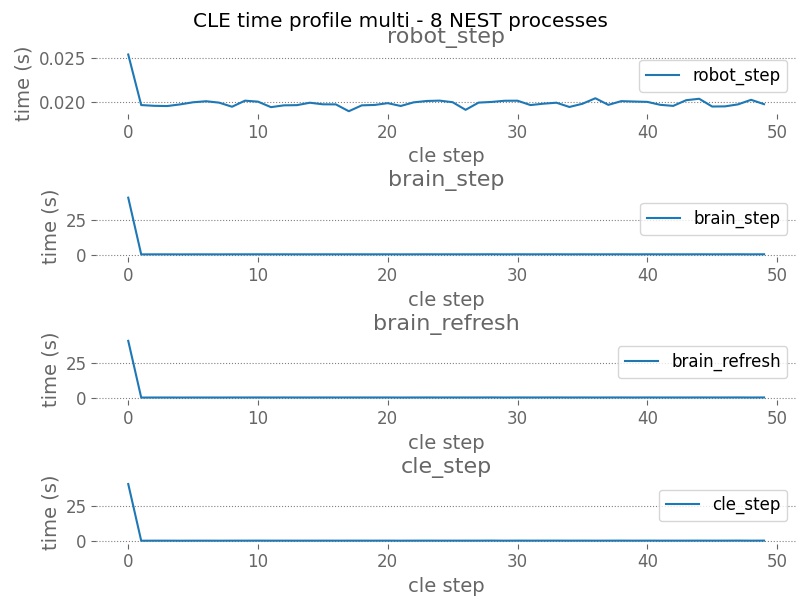 CLE time profile multi - 8 NEST processes
robot_step
time (s)
0.025
0.020
robot_step
0 10 20 30 40 50
cle step
brain_step
time (s)
25
0
brain_step
0 10 20 30 40 50
cle step
brain_refresh
time (s)
25
0
brain_refresh
0 10 20 30 40 50
cle step
cle_step
time (s)
25
0
cle_step
0 10 20 30 40 50
cle step